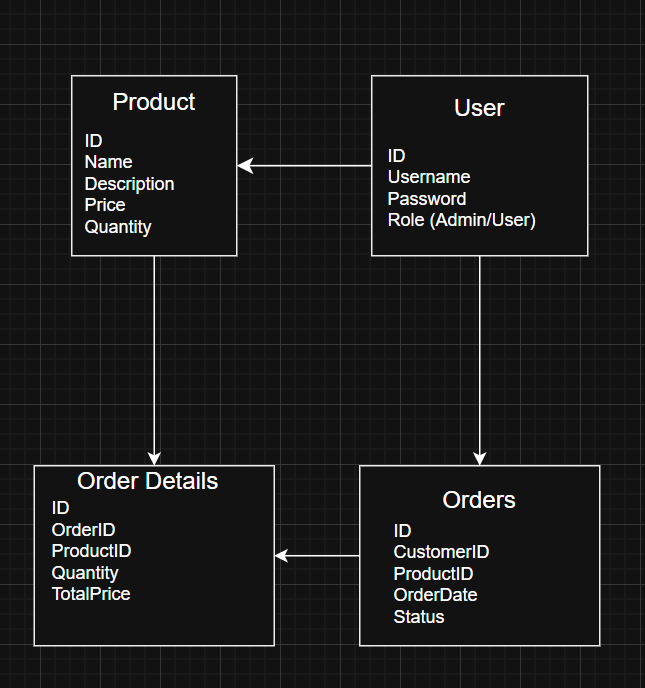 Product
ID
Name
Description
Price
Quantity
User
ID
Username
Password
Role (Admin/User)
Order Details
ID
OrderID
ProductID
Quantity
TotalPrice
Orders
ID
CustomerID
ProductID
OrderDate
Status